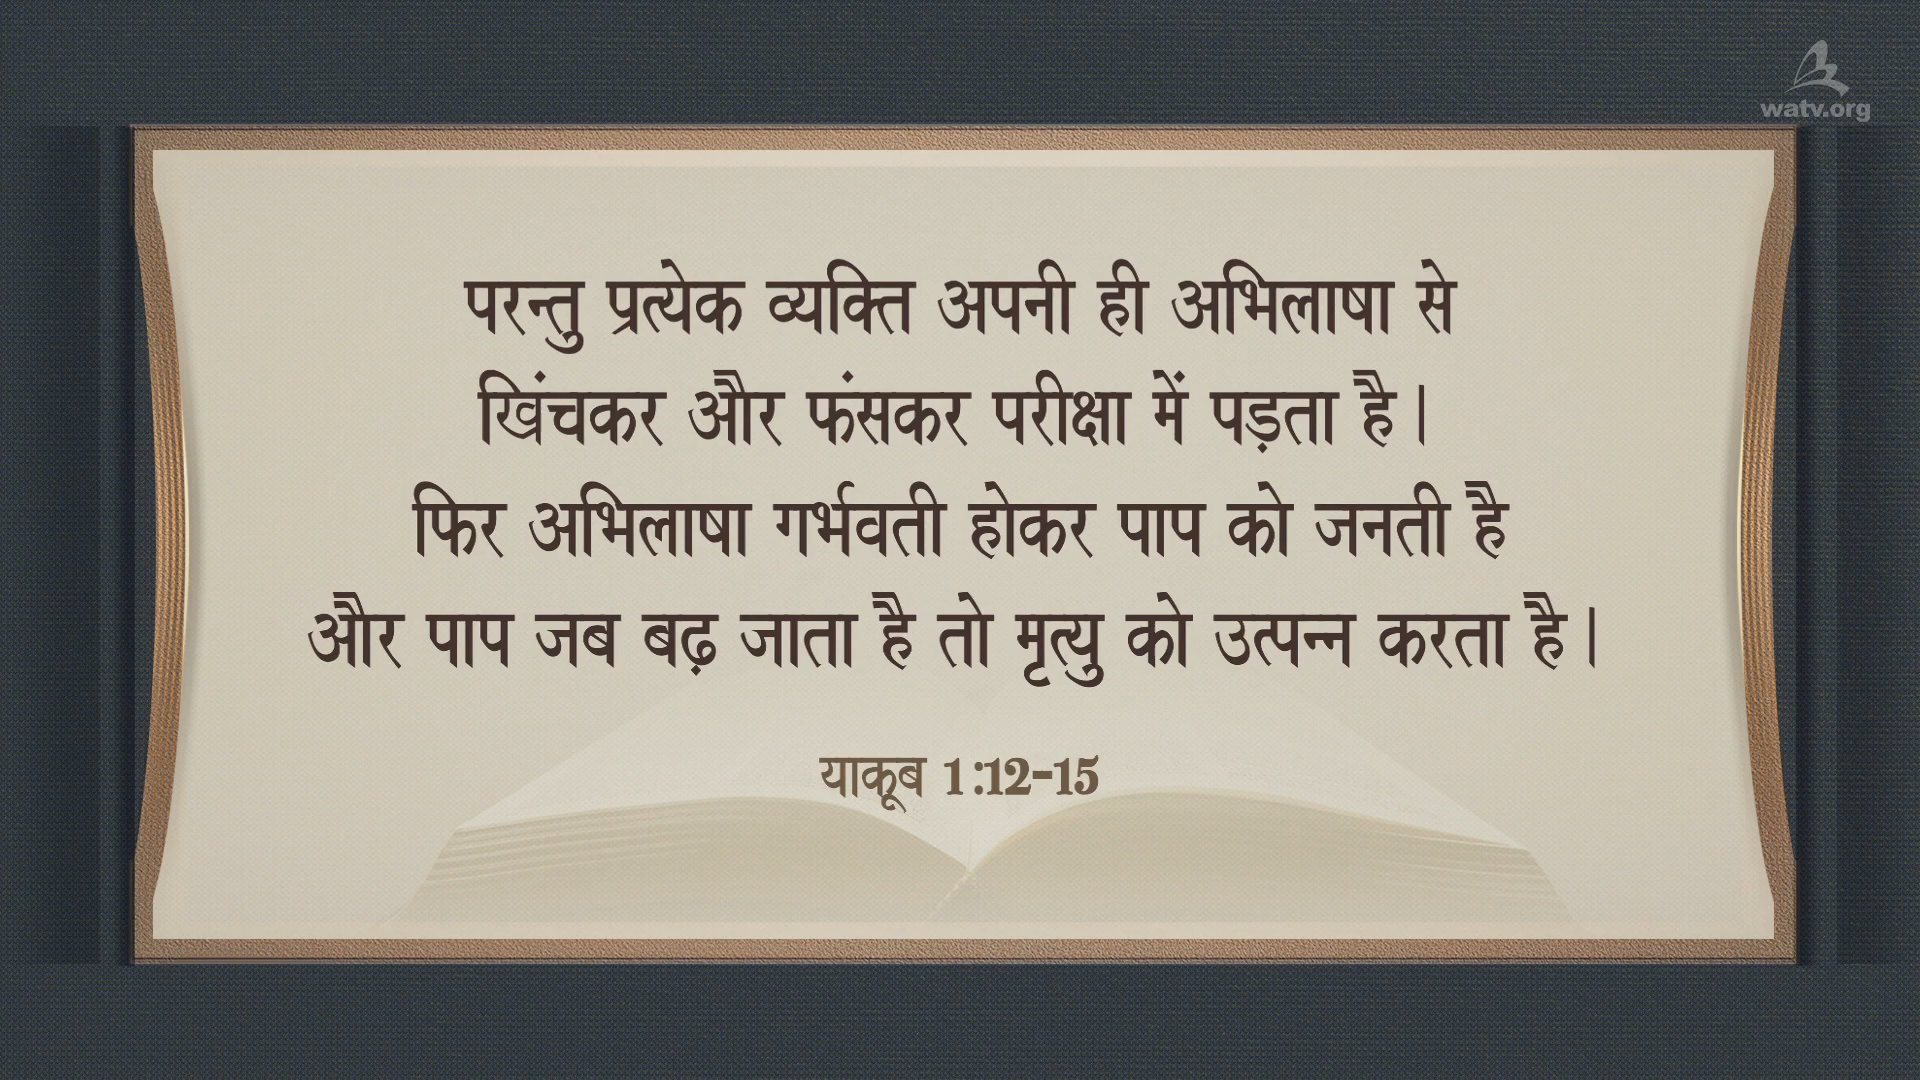 watv.org
परन्तु प्रत्येक व्यक्ति अपनी ही अभिलाषा से
खिंचकर और फंसकर परीक्षा में पड़ता है।
फिर अभिलाषा गर्भवती होकर पाप को जनती है
और पाप जब बढ़ जाता है तो मृत्यु को उत्पन्न करता है।
याकूब 1:12-15